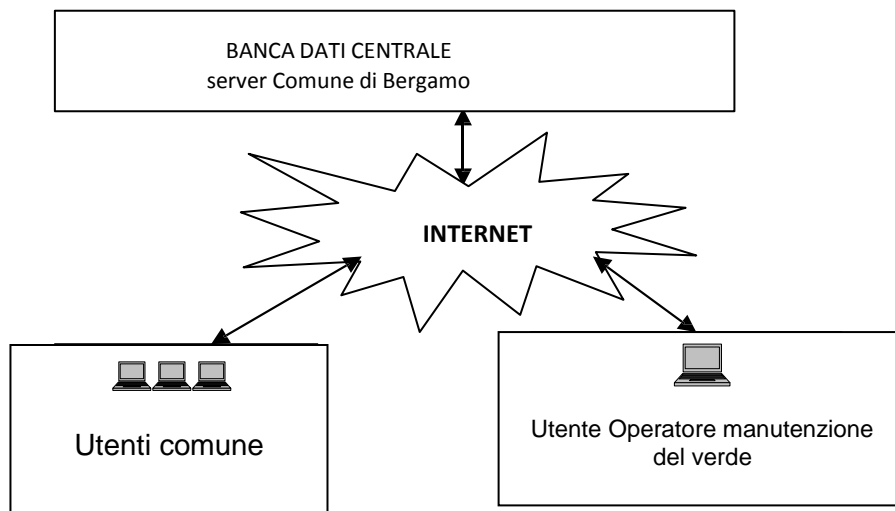 BANCA DATI CENTRALE
server Comune di Bergamo
INTERNET
Utenti comune
Utente Operatore manutenzione
del verde